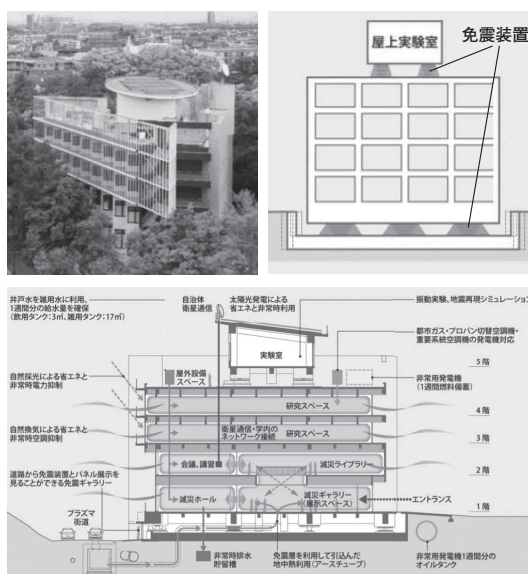 屋上実験室
免震装置
井戸水を雑用水に利用、
1週間分の給水量を確保
(飲用タンク:3㎥、雑用タンク:17㎥)
自治体
衛星通信
太陽光発電による
省エネと非常時利用
振動実験、地震再現シミュレーション
都市ガス・プロパン切替空調機・
重要系統空調機の発電機対応
実験室
5階
自然採光による省エネと
非常時電力抑制
屋外設備
スペース
非常用発電機
(1週間燃料備蓄)
研究スペース
4階
自然換気による省エネと
非常時空調抑制
衛星通信・学内の
ネットワーク接続
研究スペース
3階
会議、講習
減災ライブラリー
2階
道路から免震装置とパネル展示を
見ることができる免震ギャラリー
プラズマ
街道
減災ホール
減災ギャラリー
(展示スペース)
エントランス
1階
非常時排水
貯留槽
免震層を利用して引込んだ
地中熱利用(アースチューブ)
非常用発電機1週間分の
オイルタンク